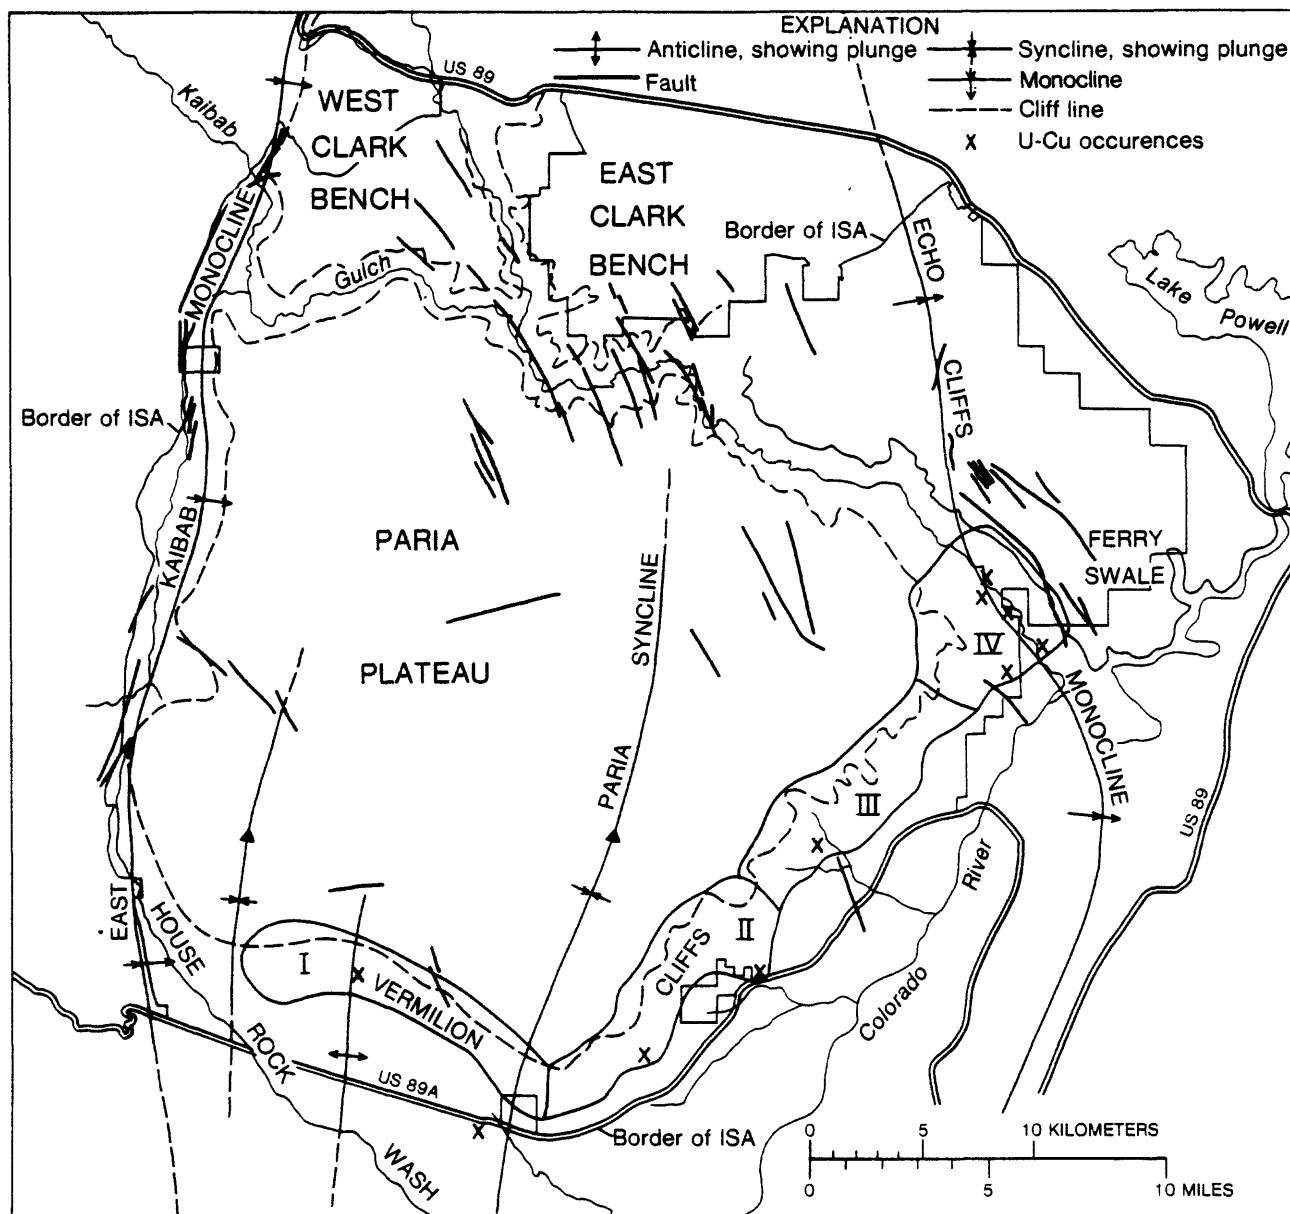 EXPLANATION
Anticline, showing plunge
Syncline, showing plunge
Fault
Monocline
Cliff line
U-Cu occurences
US 89
Kaibab
WEST
CLARK
BENCH
EAST
CLARK
BENCH
Border of ISA
ECHO
CLIFFS
MONOCLINE
Lake
Powell
MONOCLINE
Gulch
Border of ISA
KAIBAB
PARIA
PLATEAU
SYNCLINE
PARIA
FERRY
SWALE
IV
III
II
I
US 89
River
Colorado
EAST
HOUSE
ROCK
WASH
VERMILION
CLIFFS
US 89A
Border of ISA
0 5 10 KILOMETERS
0 5 10 MILES